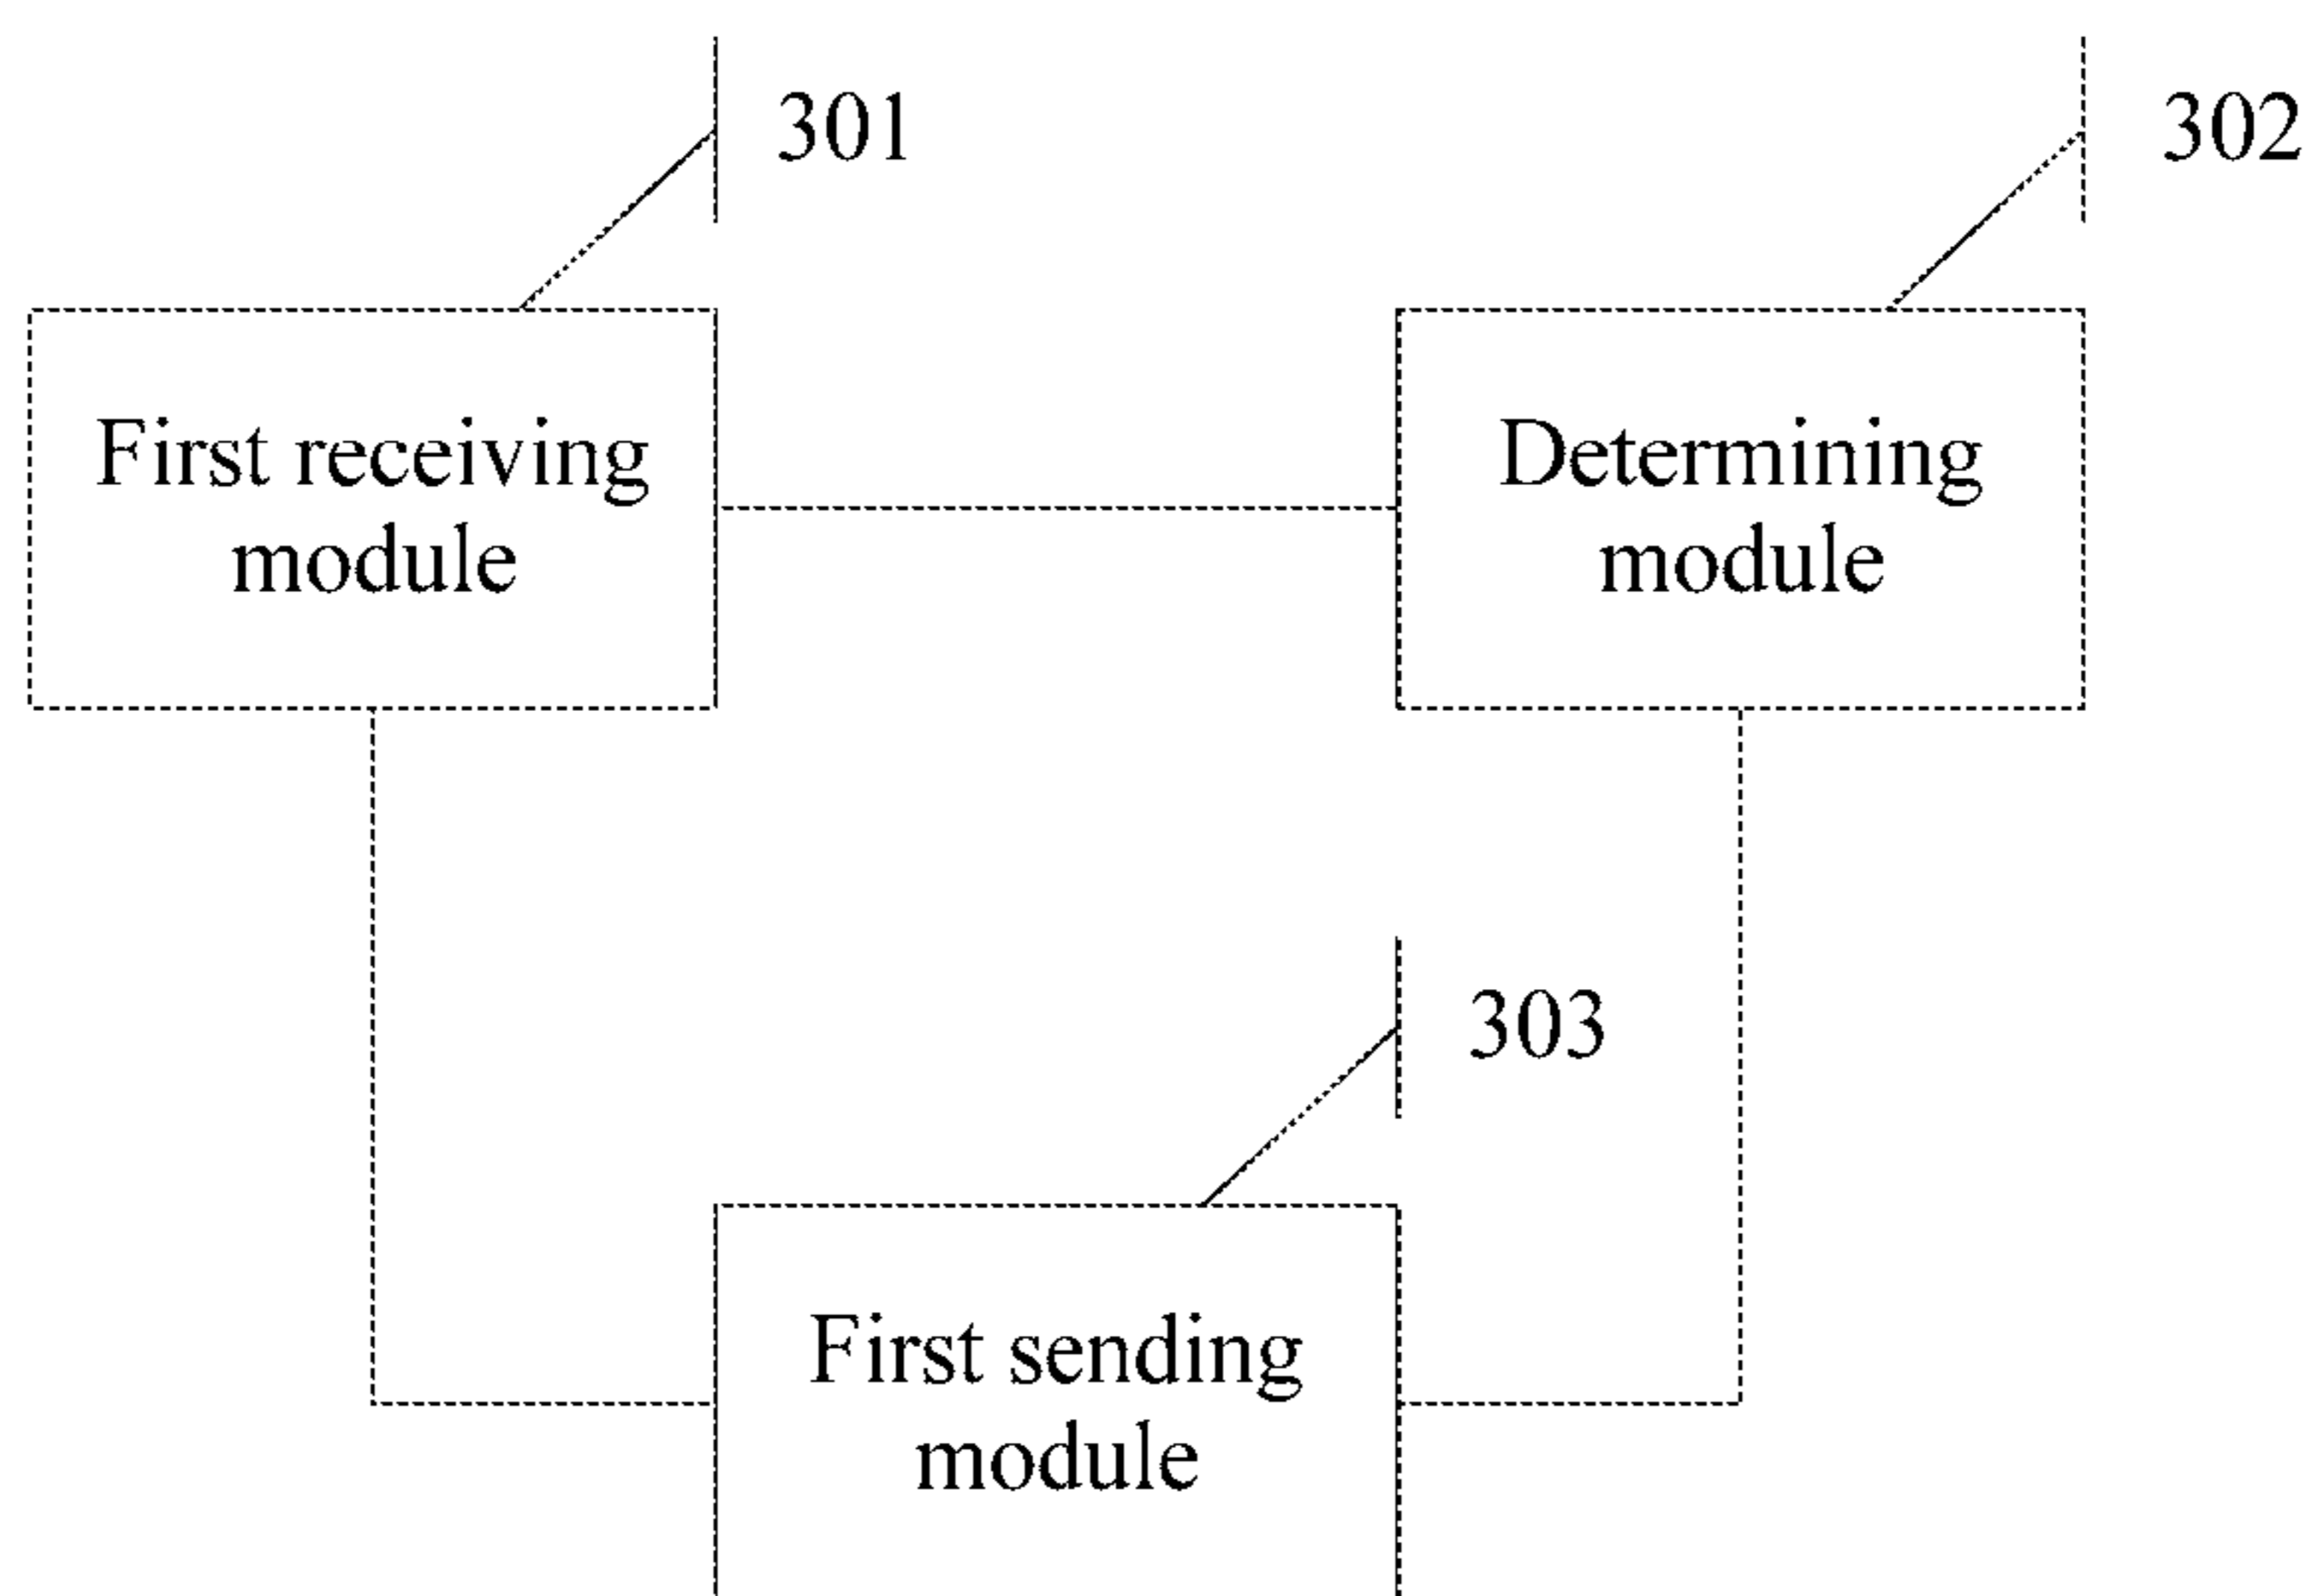 301
302
First receiving
module
Determining
module
303
First sending
module